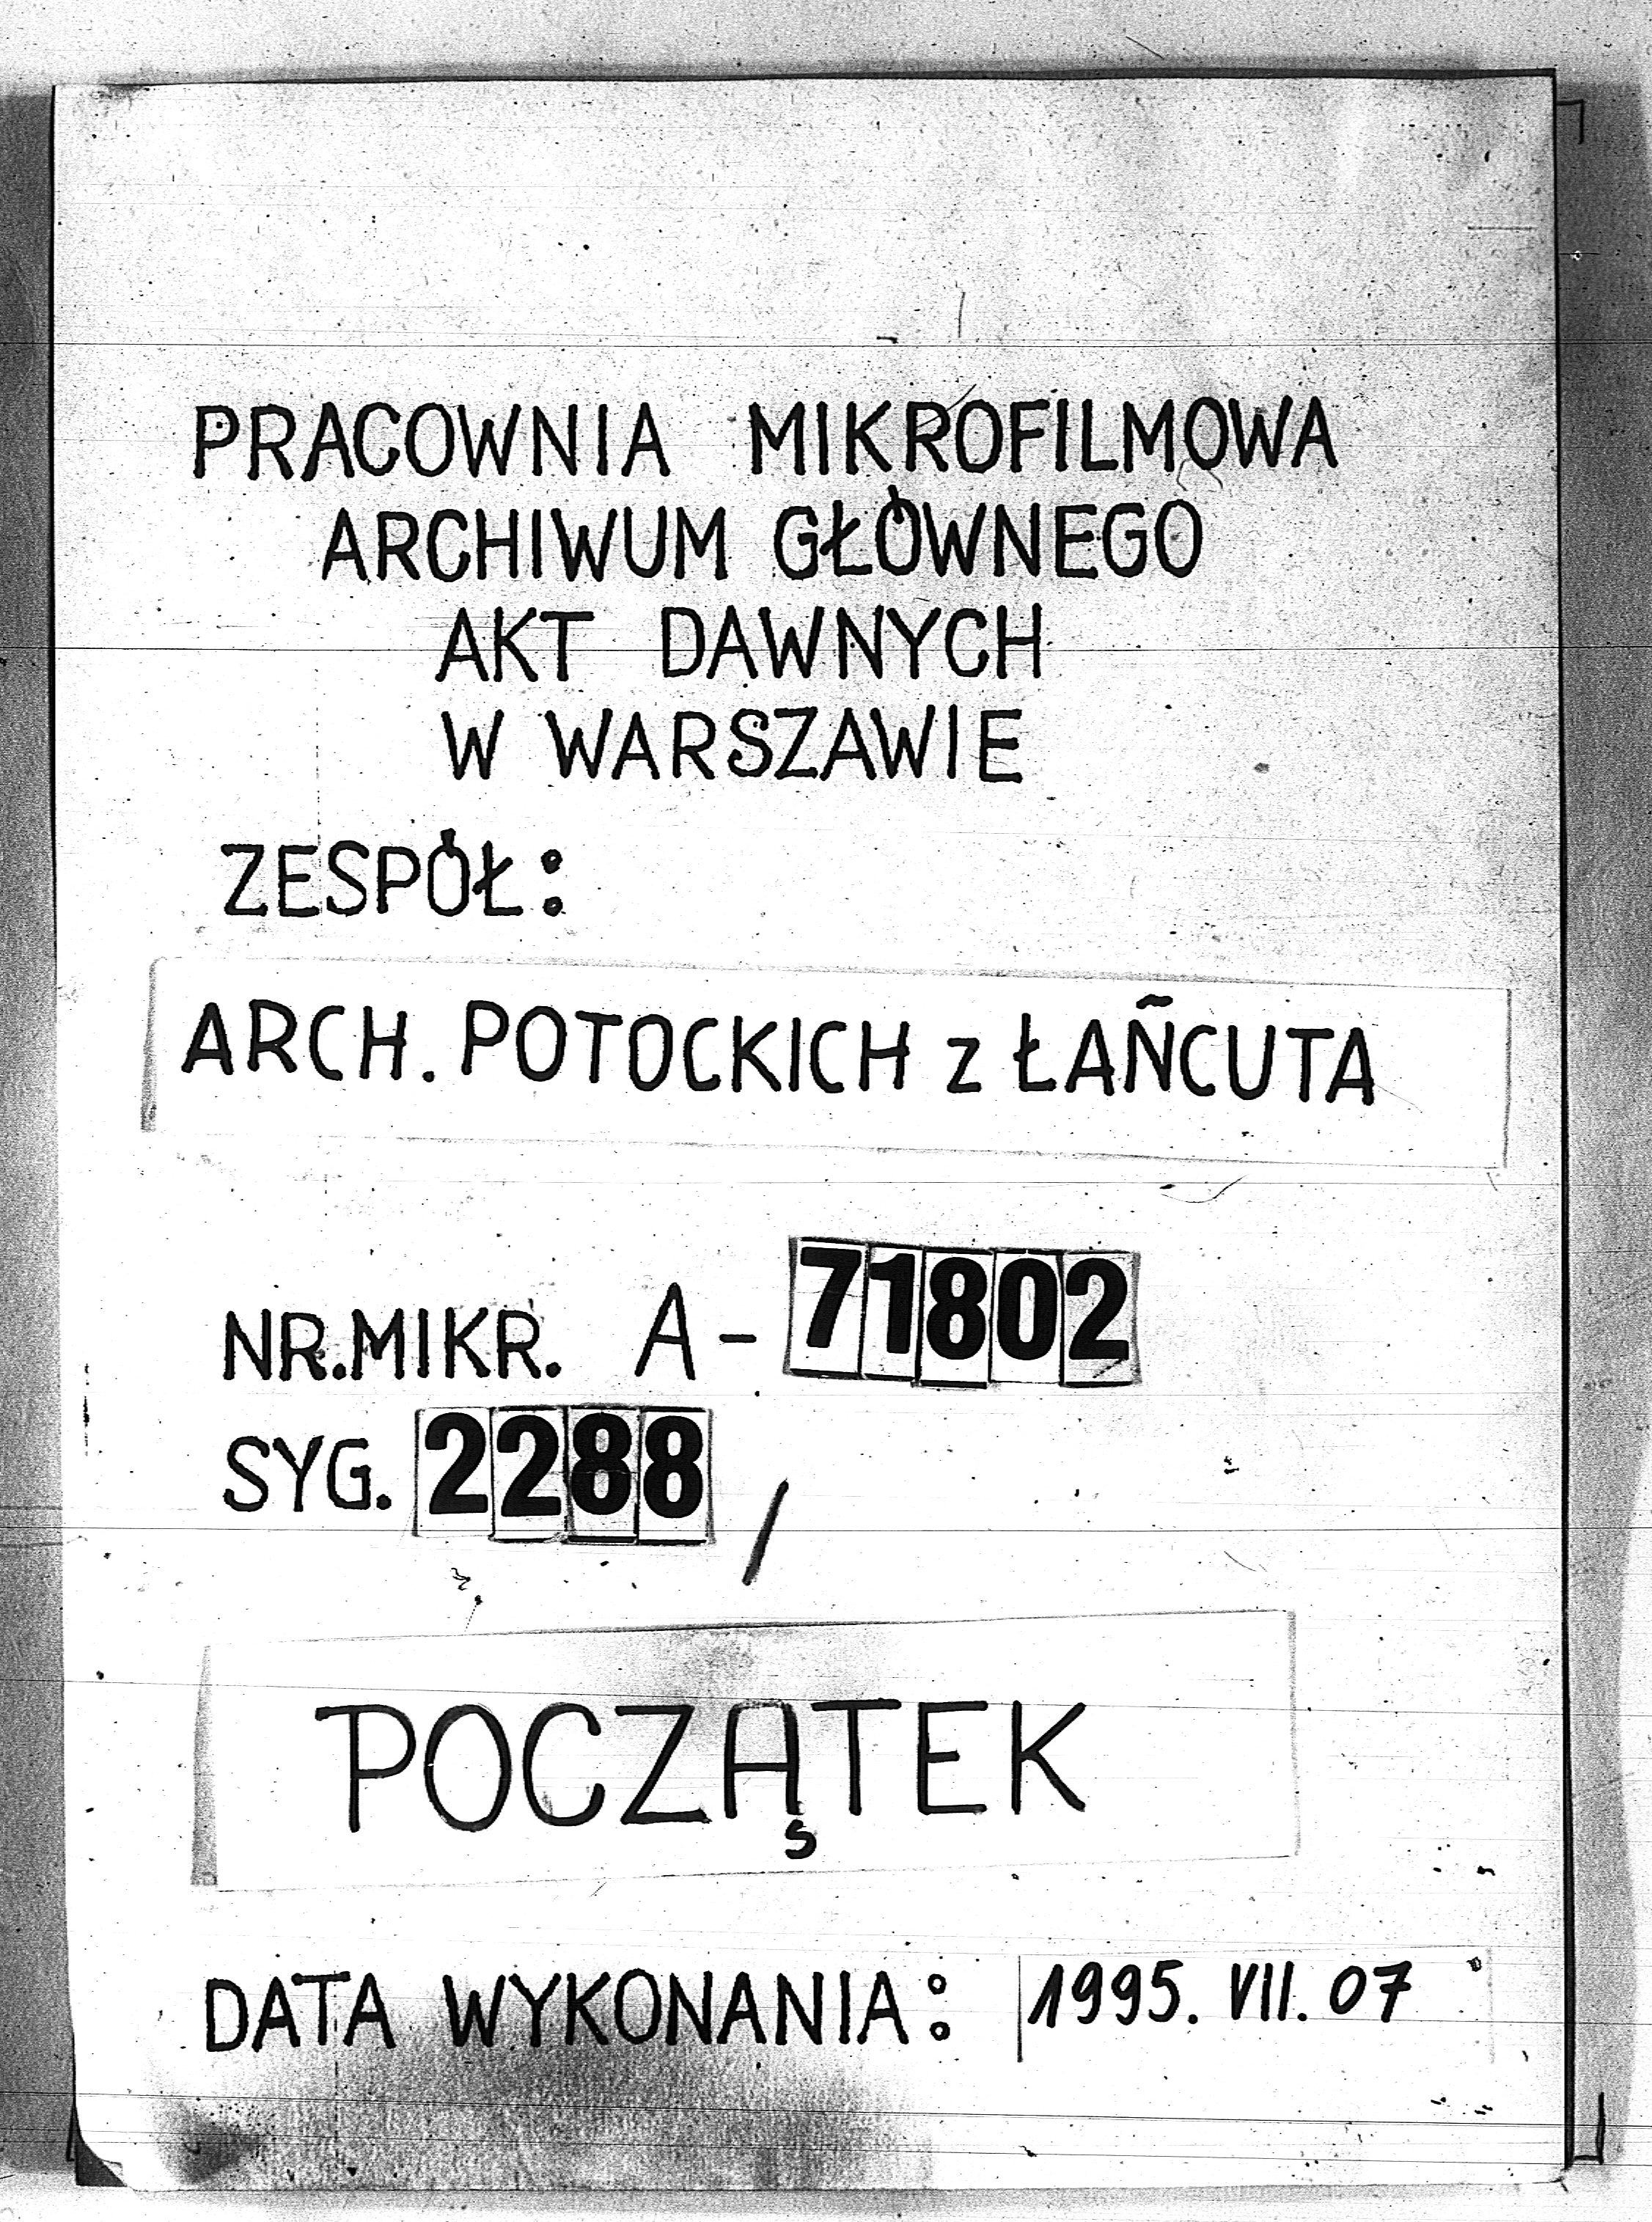 PRACOWNIA MIKROFILMOWA
ARCHIWUM GŁÓWNEGO
AKT DAWNYCH
W WARSZAWIE
ZESPÓŁ:
ARCH. POTOCKICH z ŁAŃCUTA
NR.MIKR. A-71802
SYG. 2288 /
POCZĄTEK
DATA WYKONANIA: 1995. VII. 07